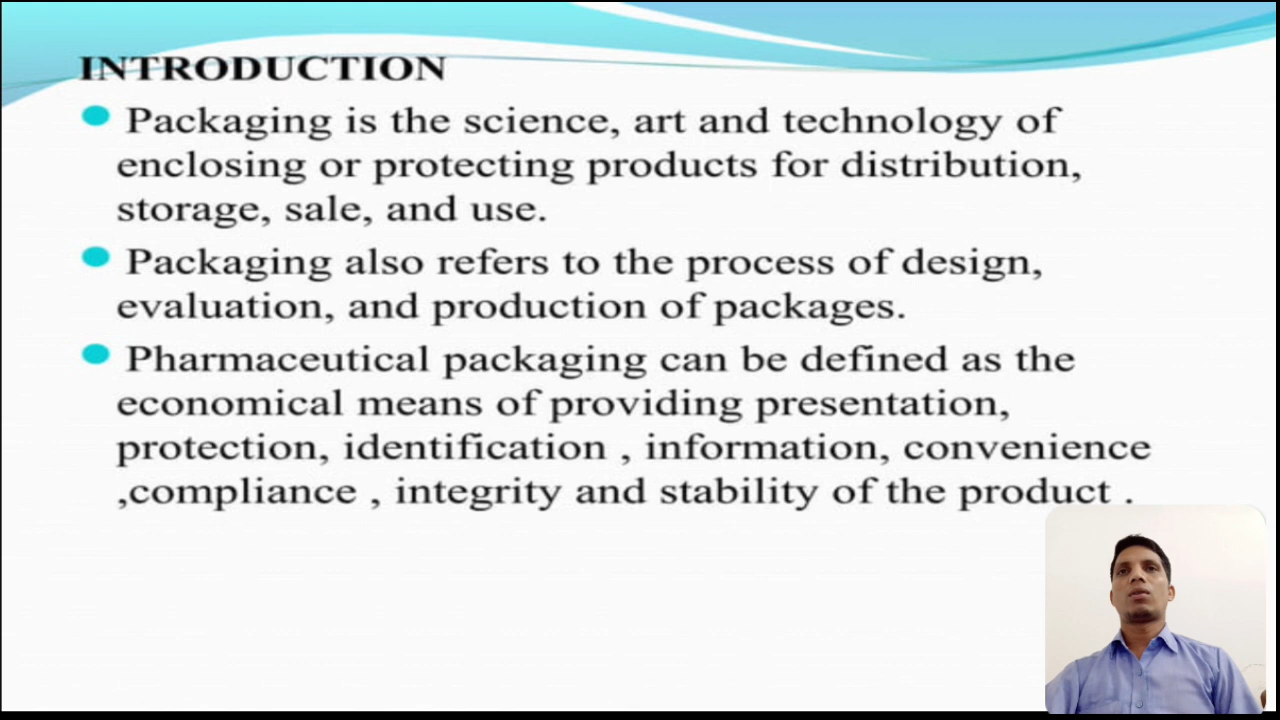 INTRODUCTION
Packaging is the science, art and technology of
enclosing or protecting products for distribution,
storage, sale, and use.
Packaging also refers to the process of design,
evaluation, and production of packages.
Pharmaceutical packaging can be defined as the
economical means of providing presentation,
protection, identification , information, convenience
,compliance , integrity and stability of the product .